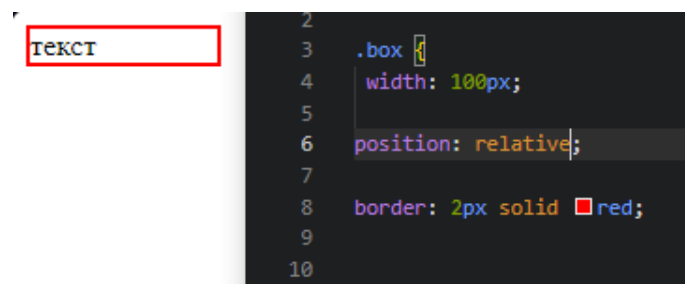 текст
2
3 .box {
4 width: 100px;
5
6 position: relative;
7
8 border: 2px solid red;
9
10